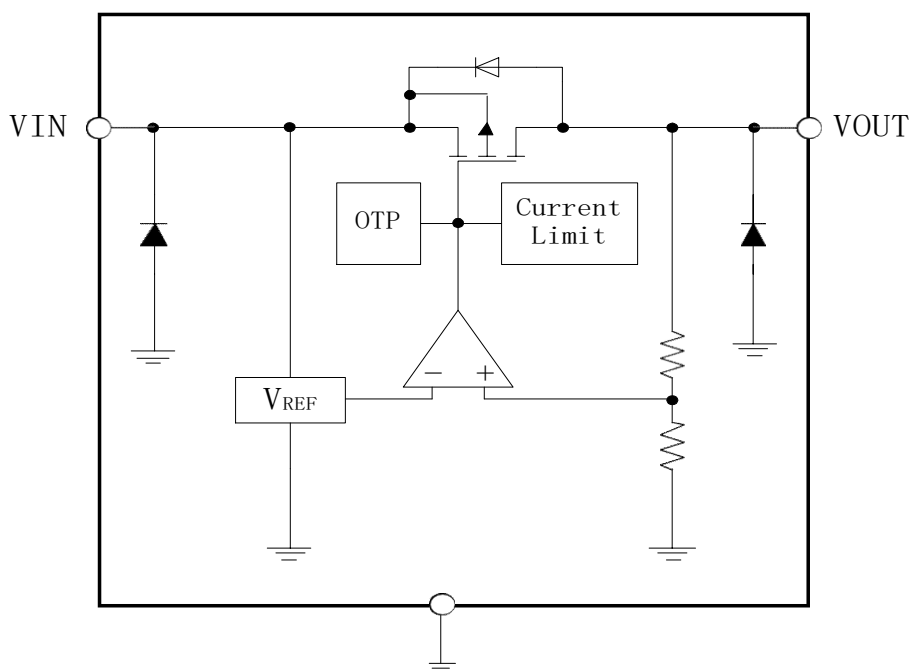 VIN
VOUT
OTP
Current
Limit
− +
VREF